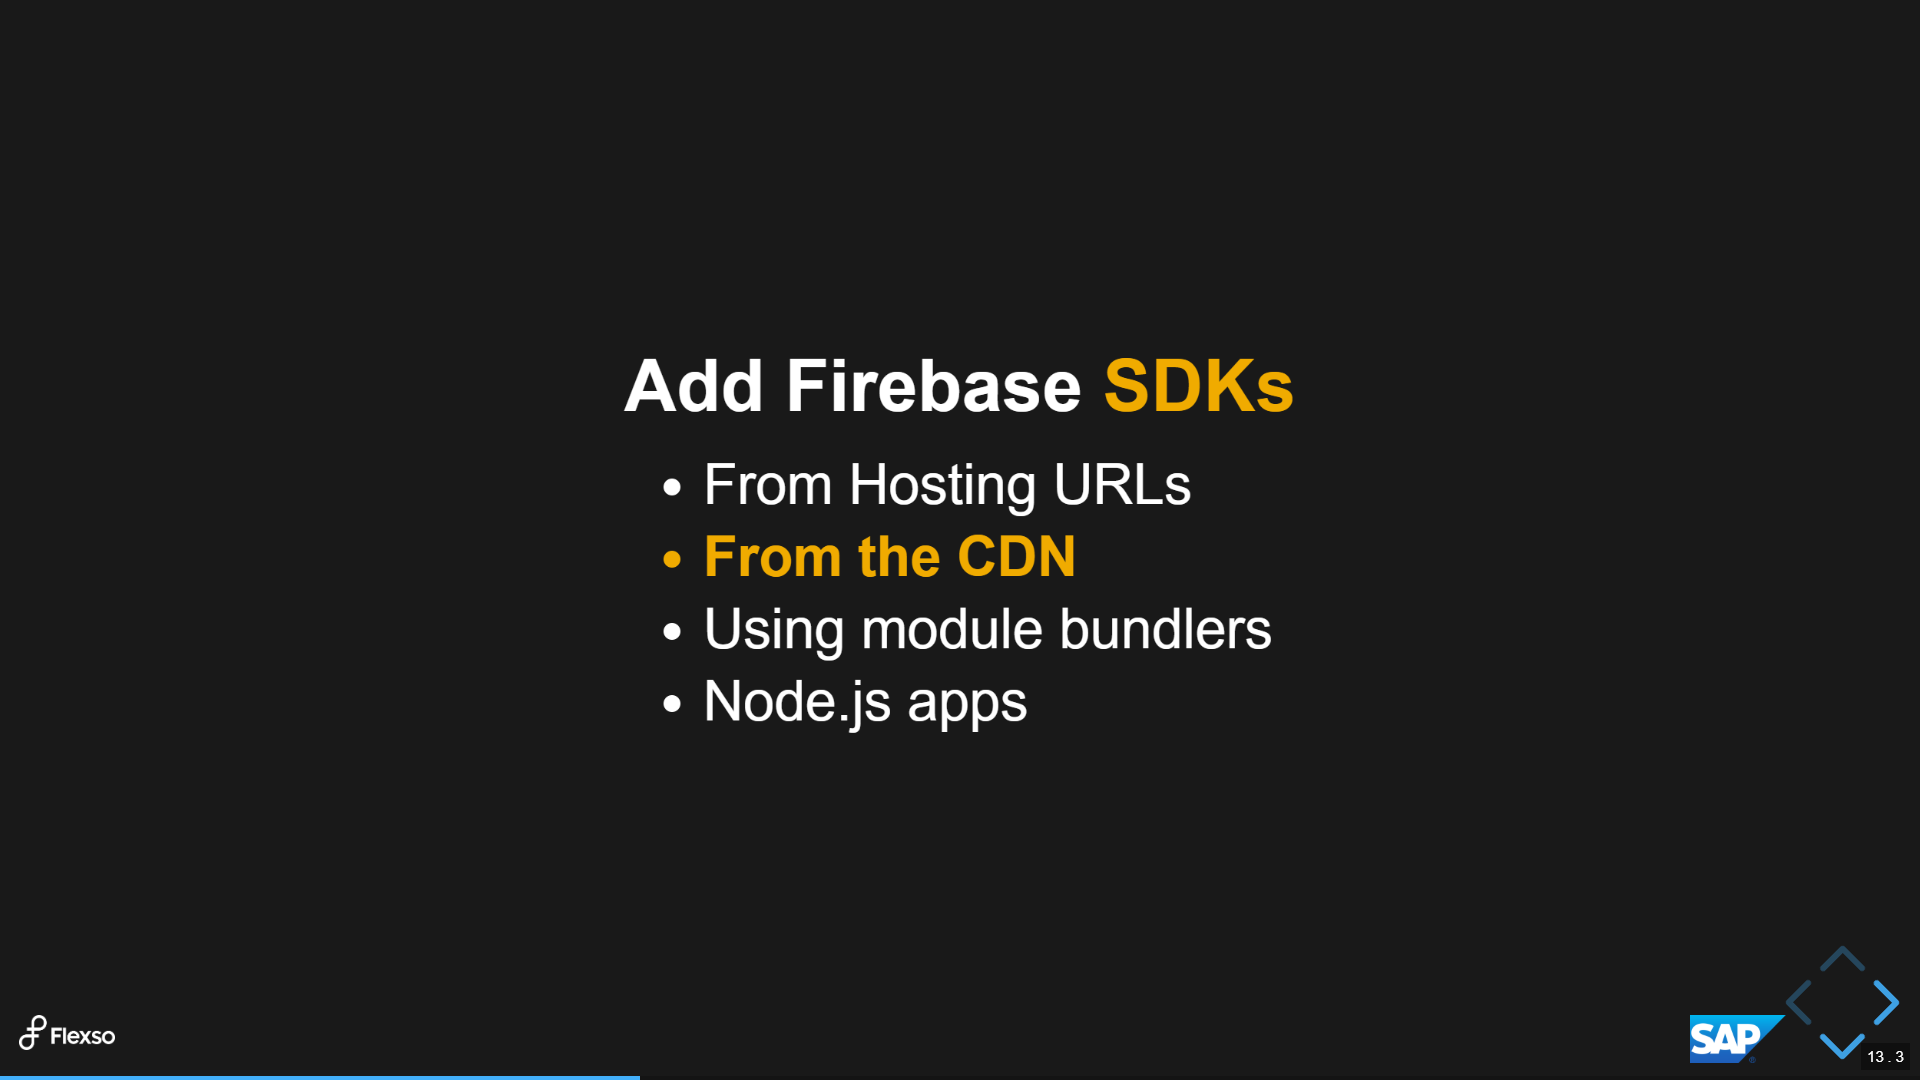 Add Firebase SDKs
• From Hosting URLs
• From the CDN
• Using module bundlers
• Node.js apps
Flexso
SAP
13 . 3